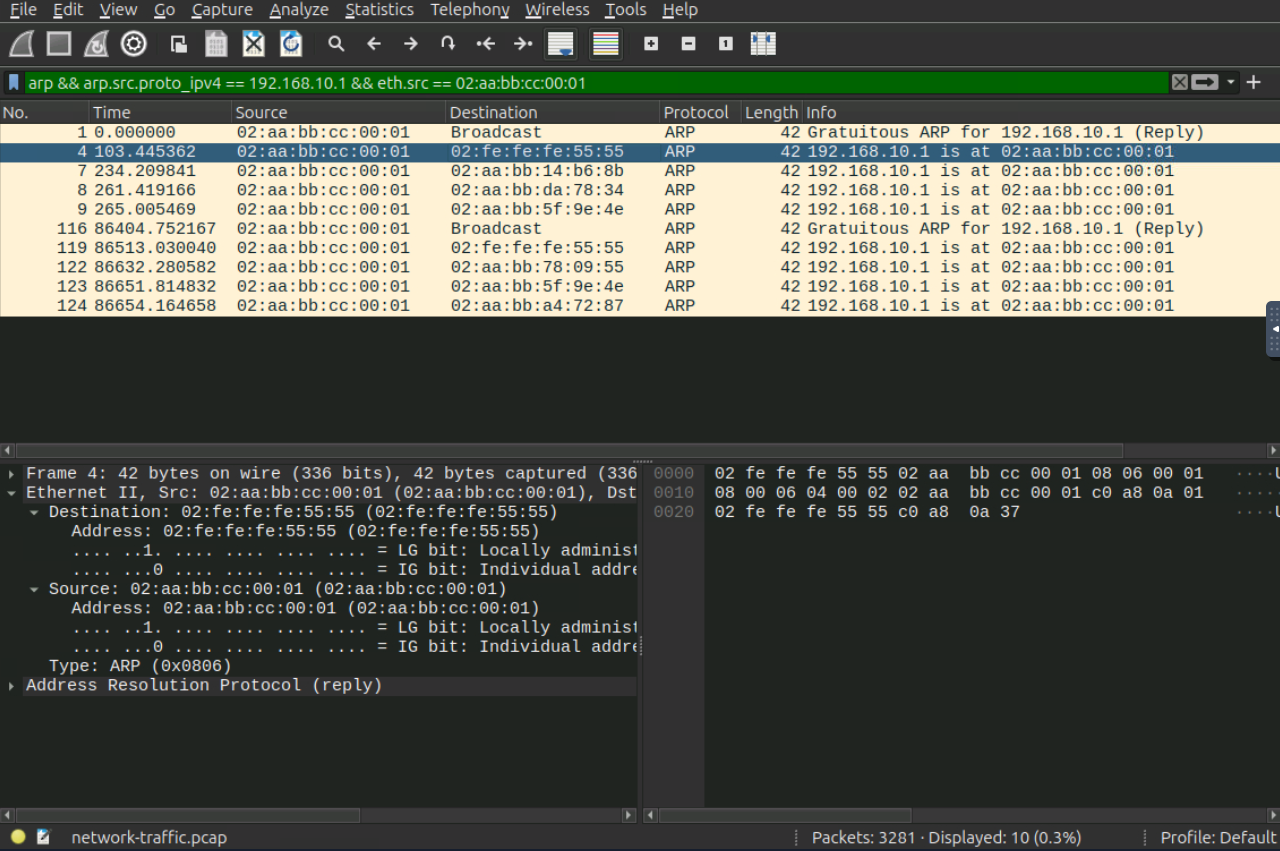 File Edit View Go Capture Analyze Statistics Telephony Wireless Tools Help
arp && arp.src.proto_ipv4 == 192.168.10.1 && eth.src == 02:aa:bb:cc:00:01
No. Time Source Destination Protocol Length Info
1 0.000000 02:aa:bb:cc:00:01 Broadcast ARP 42 Gratuitous ARP for 192.168.10.1 (Reply)
4 103.445362 02:aa:bb:cc:00:01 02:fe:fe:fe:55:55 ARP 42 192.168.10.1 is at 02:aa:bb:cc:00:01
7 234.209841 02:aa:bb:cc:00:01 02:aa:bb:14:b6:8b ARP 42 192.168.10.1 is at 02:aa:bb:cc:00:01
8 261.419166 02:aa:bb:cc:00:01 02:aa:bb:da:78:34 ARP 42 192.168.10.1 is at 02:aa:bb:cc:00:01
9 265.005469 02:aa:bb:cc:00:01 02:aa:bb:5f:9e:4e ARP 42 192.168.10.1 is at 02:aa:bb:cc:00:01
116 86404.752167 02:aa:bb:cc:00:01 Broadcast ARP 42 Gratuitous ARP for 192.168.10.1 (Reply)
119 86513.030040 02:aa:bb:cc:00:01 02:fe:fe:fe:55:55 ARP 42 192.168.10.1 is at 02:aa:bb:cc:00:01
122 86632.280582 02:aa:bb:cc:00:01 02:aa:bb:78:09:55 ARP 42 192.168.10.1 is at 02:aa:bb:cc:00:01
123 86651.814832 02:aa:bb:cc:00:01 02:aa:bb:5f:9e:4e ARP 42 192.168.10.1 is at 02:aa:bb:cc:00:01
124 86654.164658 02:aa:bb:cc:00:01 02:aa:bb:a4:72:87 ARP 42 192.168.10.1 is at 02:aa:bb:cc:00:01
Frame 4: 42 bytes on wire (336 bits), 42 bytes captured (336
Ethernet II, Src: 02:aa:bb:cc:00:01 (02:aa:bb:cc:00:01), Dst
Destination: 02:fe:fe:fe:55:55 (02:fe:fe:fe:55:55)
Address: 02:fe:fe:fe:55:55 (02:fe:fe:fe:55:55)
.... ..1. .... .... .... .... = LG bit: Locally administ
.... ...0 .... .... .... .... = IG bit: Individual addre
Source: 02:aa:bb:cc:00:01 (02:aa:bb:cc:00:01)
Address: 02:aa:bb:cc:00:01 (02:aa:bb:cc:00:01)
.... ..1. .... .... .... .... = LG bit: Locally administ
.... ...0 .... .... .... .... = IG bit: Individual addre
Type: ARP (0x0806)
Address Resolution Protocol (reply)
0000 02 fe fe fe 55 55 02 aa bb cc 00 01 08 06 00 01 ····U
0010 08 00 06 04 00 02 02 aa bb cc 00 01 c0 a8 0a 01 ·····
0020 02 fe fe fe 55 55 c0 a8 0a 37 ····U
network-traffic.pcap
Packets: 3281 · Displayed: 10 (0.3%)
Profile: Default